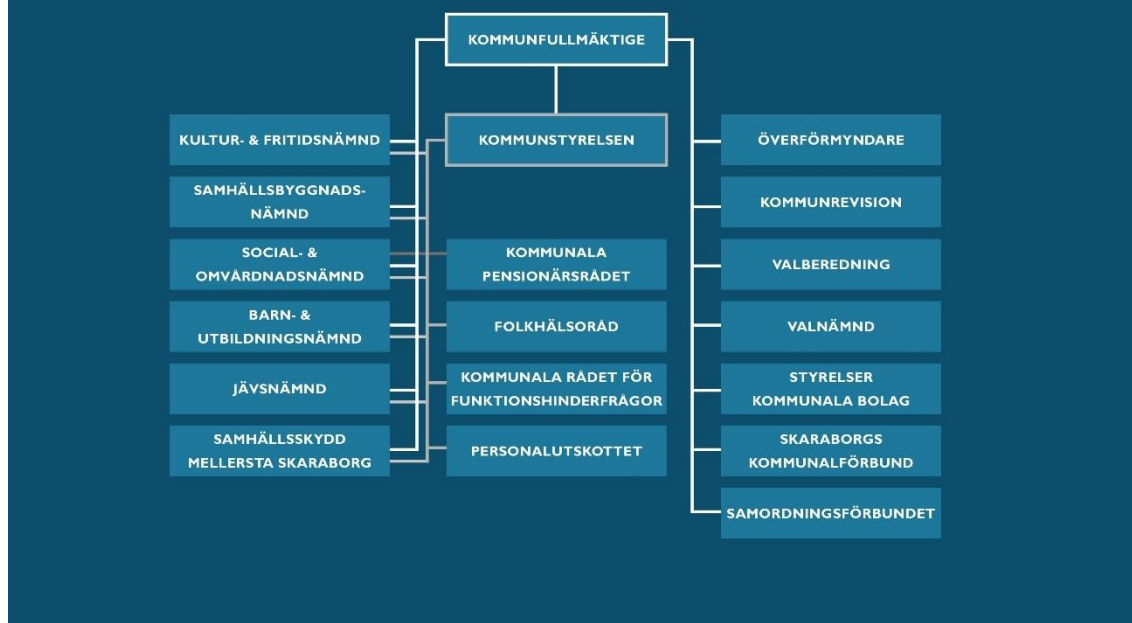 KOMMUNFULLMÄKTIGE
KULTUR- & FRITIDSNÄMND
SAMHÄLLSBYGGNADS-
NÄMND
SOCIAL- &
OMVÅRDNADSNÄMND
BARN- &
UTBILDNINGSNÄMND
JÄVSNÄMND
SAMHÄLLSSKYDD
MELLERSTA SKARABORG
KOMMUNSTYRELSEN
KOMMUNALA
PENSIONÄRSRÅDET
FOLKHÄLSORÅD
KOMMUNALA RÅDET FÖR
FUNKTIONSHINDERFRÅGOR
PERSONALUTSKOTTET
ÖVERFÖRMYNDARE
KOMMUNREVISION
VALBEREDNING
VALNÄMND
STYRELSER
KOMMUNALA BOLAG
SKARABORGS
KOMMUNALFÖRBUND
SAMORDNINGSFÖRBUNDET